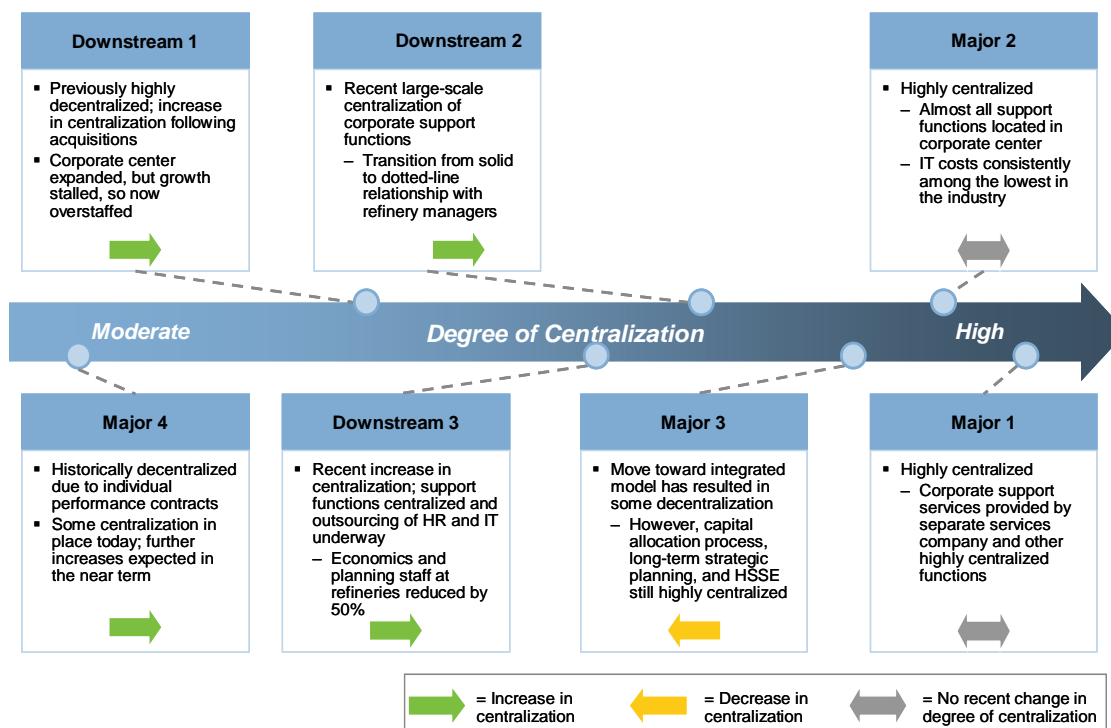 Downstream 1
▪ Previously highly
decentralized; increase
in centralization following
acquisitions
▪ Corporate center
expanded, but growth
stalled, so now
overstaffed
Downstream 2
▪ Recent large-scale
centralization of
corporate support
functions
– Transition from solid
to dotted-line
relationship with
refinery managers
Major 2
▪ Highly centralized
– Almost all support
functions located in
corporate center
– IT costs consistently
among the lowest in
the industry
Moderate
Degree of Centralization
High
Major 4
▪ Historically decentralized
due to individual
performance contracts
▪ Some centralization in
place today; further
increases expected in
the near term
Downstream 3
▪ Recent increase in
centralization; support
functions centralized and
outsourcing of HR and IT
underway
– Economics and
planning staff at
refineries reduced by
50%
Major 3
▪ Move toward integrated
model has resulted in
some decentralization
– However, capital
allocation process,
long-term strategic
planning, and HSSE
still highly centralized
Major 1
▪ Highly centralized
– Corporate support
services provided by
separate services
company and other
highly centralized
functions
= Increase in
centralization
= Decrease in
centralization
= No recent change in
degree of centralization